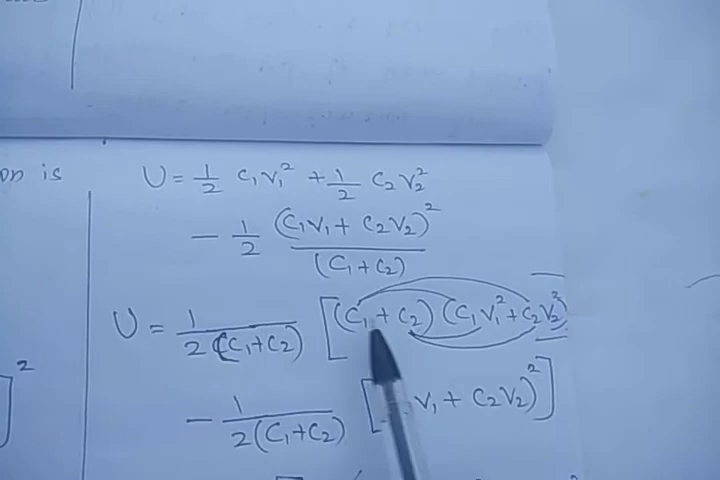 on is
U = 1/2 C₁V₁² + 1/2 C₂V₂²
- 1/2 (C₁V₁ + C₂V₂)² / (C₁+C₂)
U = 1 / 2(C₁+C₂) [(C₁+C₂)(C₁V₁²+C₂V₂²)
]²
- 1 / 2(C₁+C₂) [ V₁ + C₂V₂)²]